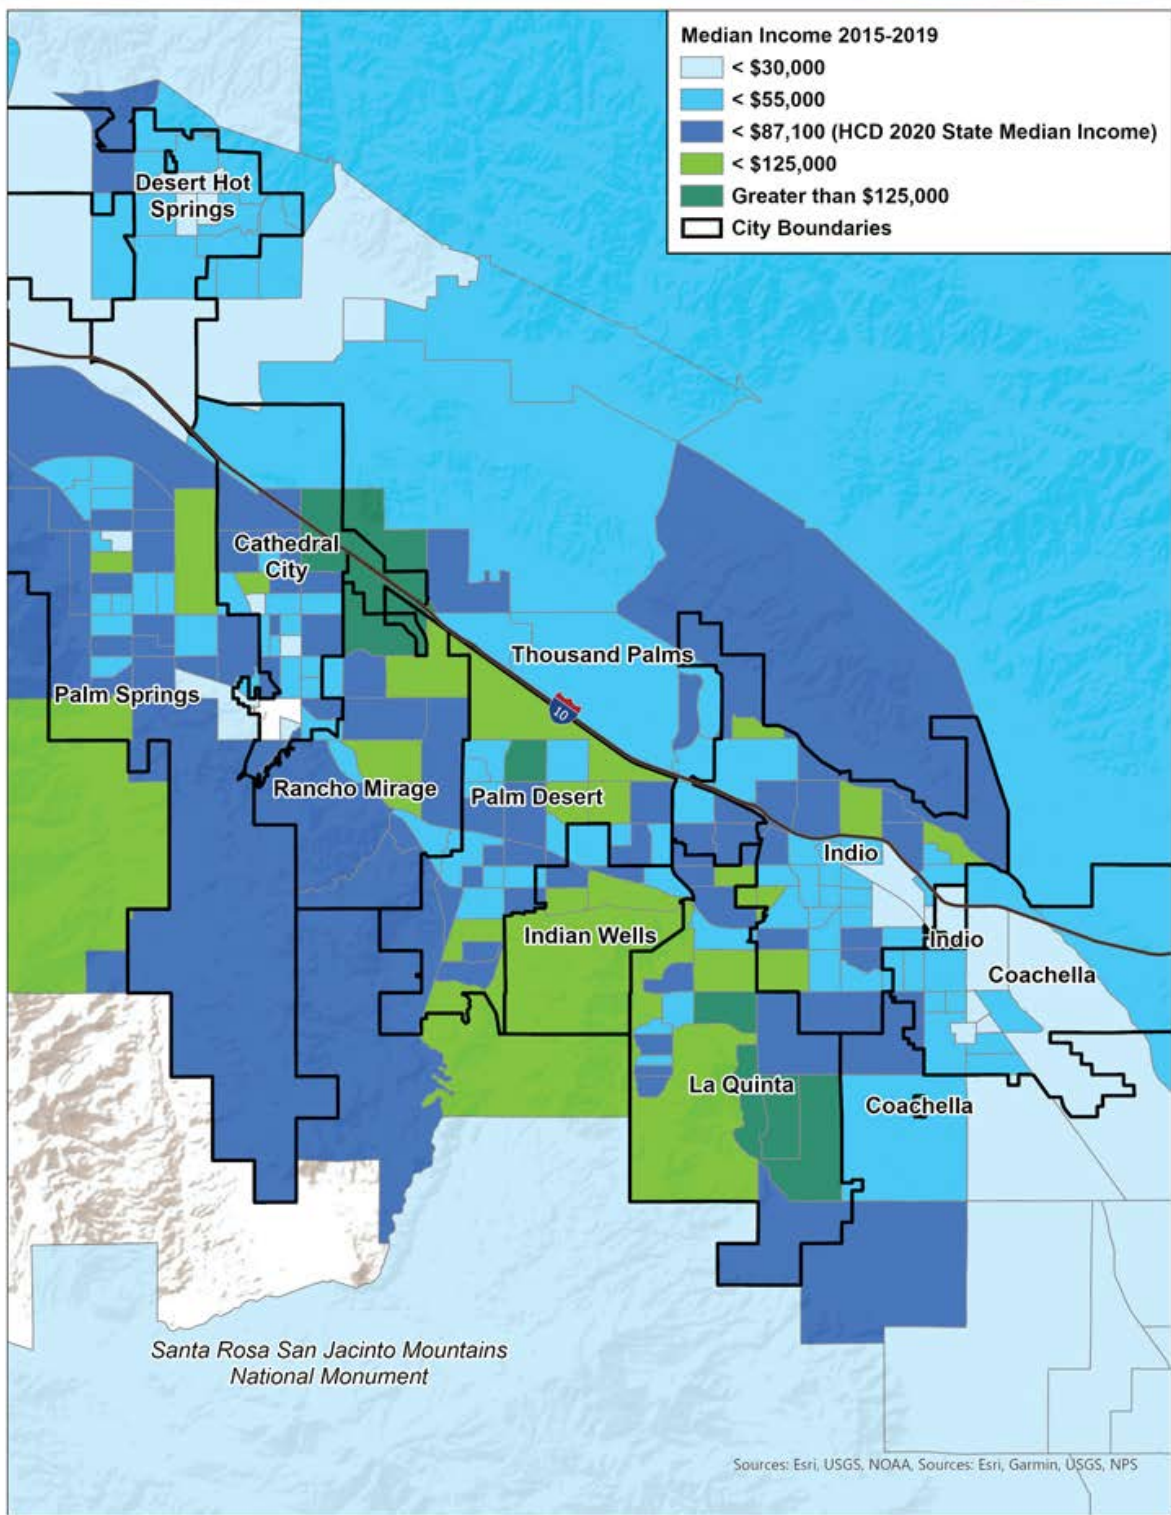 Median Income 2015-2019
< $30,000
< $55,000
< $87,100 (HCD 2020 State Median Income)
< $125,000
Greater than $125,000
City Boundaries
Desert Hot
Springs
Cathedral
City
Thousand Palms
Palm Springs
10
Rancho Mirage
Palm Desert
Indio
Indian Wells
Indio
Coachella
La Quinta
Coachella
Santa Rosa San Jacinto Mountains
National Monument
Sources: Esri, USGS, NOAA, Sources: Esri, Garmin, USGS, NPS